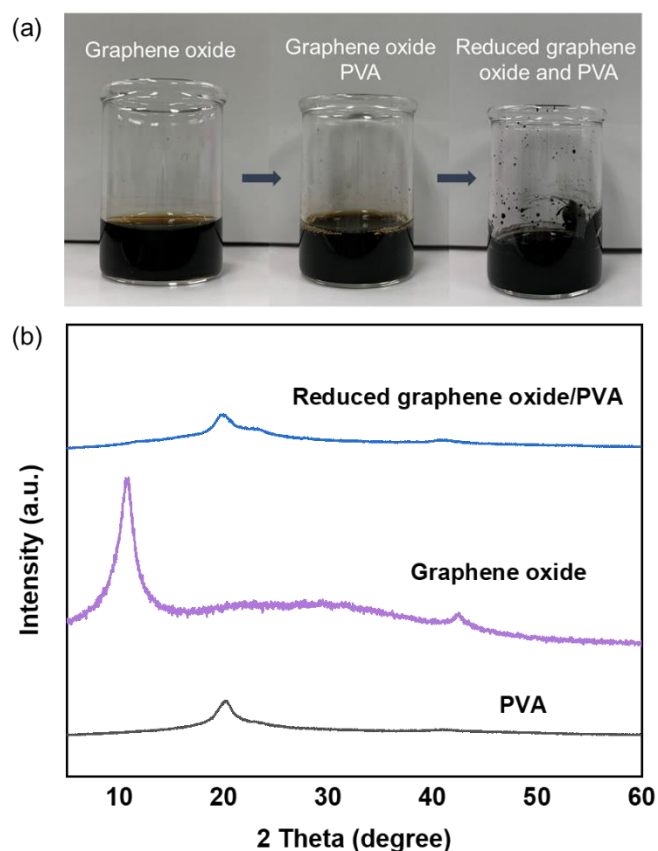 (a)
Graphene oxide
Graphene oxide
PVA
Reduced graphene
oxide and PVA
(b)
Reduced graphene oxide/PVA
Graphene oxide
PVA
Intensity (a.u.)
10 20 30 40 50 60
2 Theta (degree)